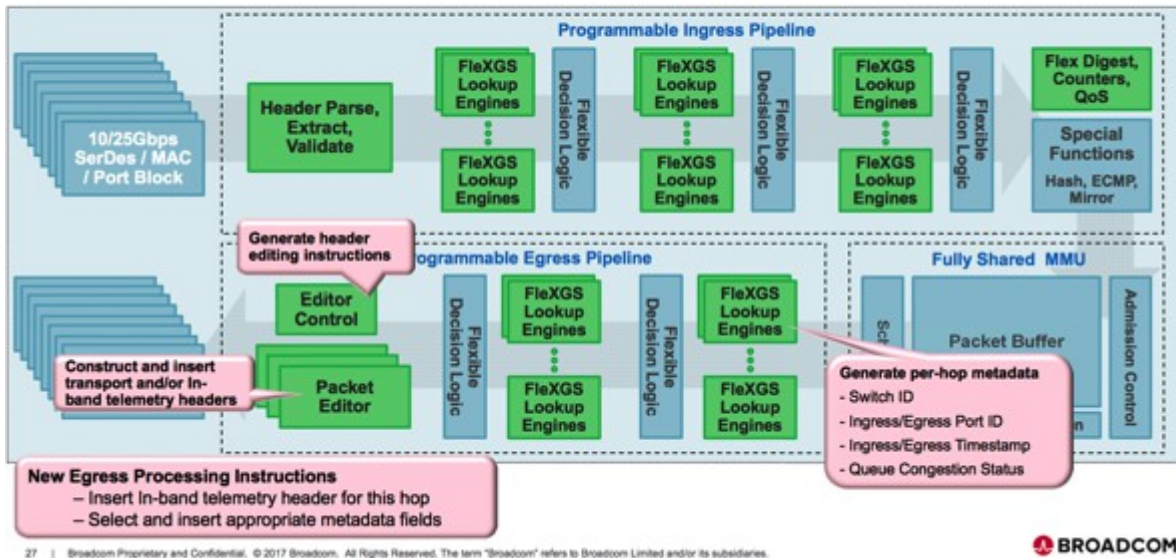 Programmable Ingress Pipeline
10/25Gbps
SerDes / MAC
/ Port Block
Header Parse,
Extract,
Validate
FleXGS
Lookup
Engines
FleXGS
Lookup
Engines
Flexible
Decision Logic
FleXGS
Lookup
Engines
FleXGS
Lookup
Engines
Flexible
Decision Logic
FleXGS
Lookup
Engines
FleXGS
Lookup
Engines
Flexible
Decision Logic
Flex Digest,
Counters,
QoS
Special
Functions
Hash, ECMP,
Mirror
Generate header
editing instructions
rogrammable Egress Pipeline
Fully Shared MMU
Editor
Control
Construct and insert
transport and/or In-
band telemetry headers
Packet
Editor
Flexible
Decision Logic
FleXGS
Lookup
Engines
FleXGS
Lookup
Engines
Flexible
Decision Logic
FleXGS
Lookup
Engines
FleXGS
Lookup
Engines
Sch
Packet Buffer
Admission Control
Generate per-hop metadata
- Switch ID
- Ingress/Egress Port ID
- Ingress/Egress Timestamp
- Queue Congestion Status
n
New Egress Processing Instructions
– Insert In-band telemetry header for this hop
– Select and insert appropriate metadata fields
27 | Broadcom Proprietary and Confidential. © 2017 Broadcom. All Rights Reserved. The term "Broadcom" refers to Broadcom Limited and/or its subsidiaries.
BROADCOM